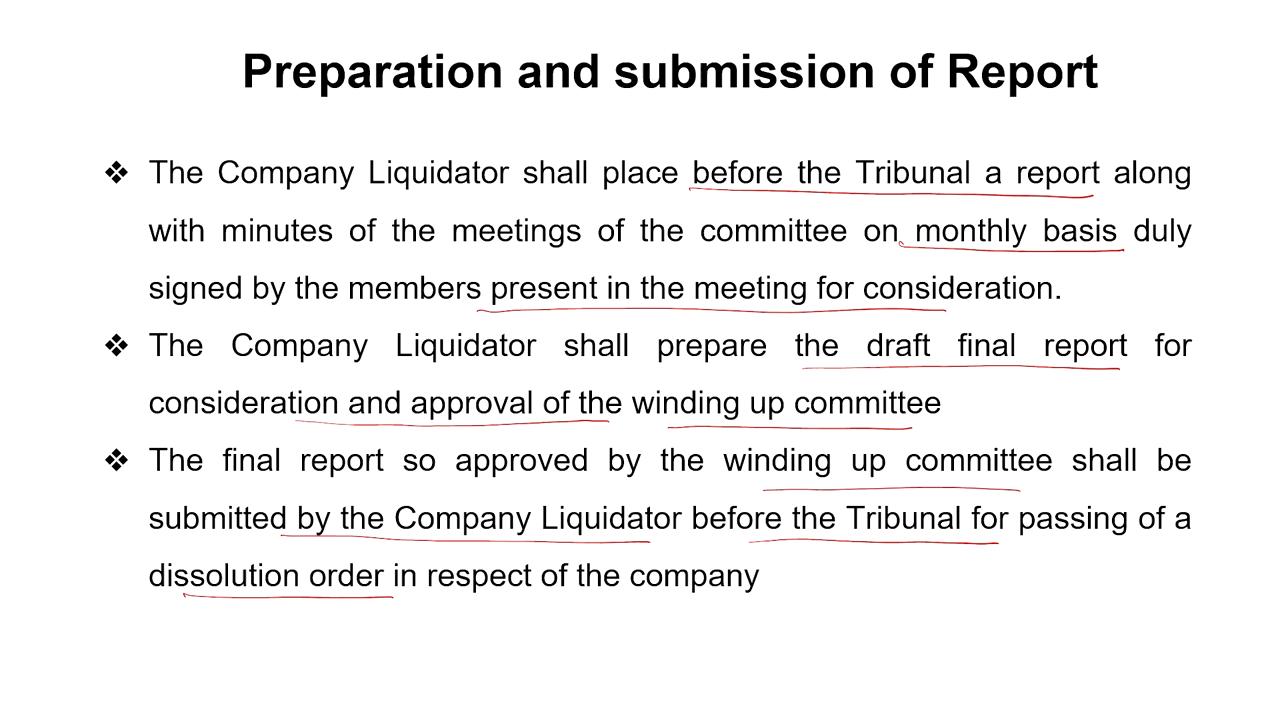 Preparation and submission of Report
❖ The Company Liquidator shall place before the Tribunal a report along
with minutes of the meetings of the committee on monthly basis duly
signed by the members present in the meeting for consideration.
❖ The Company Liquidator shall prepare the draft final report for
consideration and approval of the winding up committee
❖ The final report so approved by the winding up committee shall be
submitted by the Company Liquidator before the Tribunal for passing of a
dissolution order in respect of the company